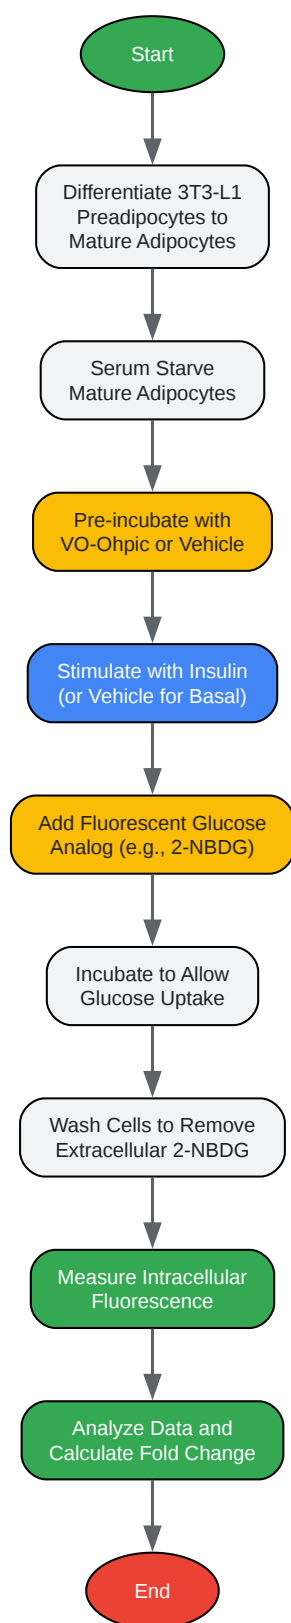 Start
Differentiate 3T3-L1
Preadipocytes to
Mature Adipocytes
Serum Starve
Mature Adipocytes
Pre-incubate with
VO-Ohpic or Vehicle
Stimulate with Insulin
(or Vehicle for Basal)
Add Fluorescent Glucose
Analog (e.g., 2-NBDG)
Incubate to Allow
Glucose Uptake
Wash Cells to Remove
Extracellular 2-NBDG
Measure Intracellular
Fluorescence
Analyze Data and
Calculate Fold Change
End